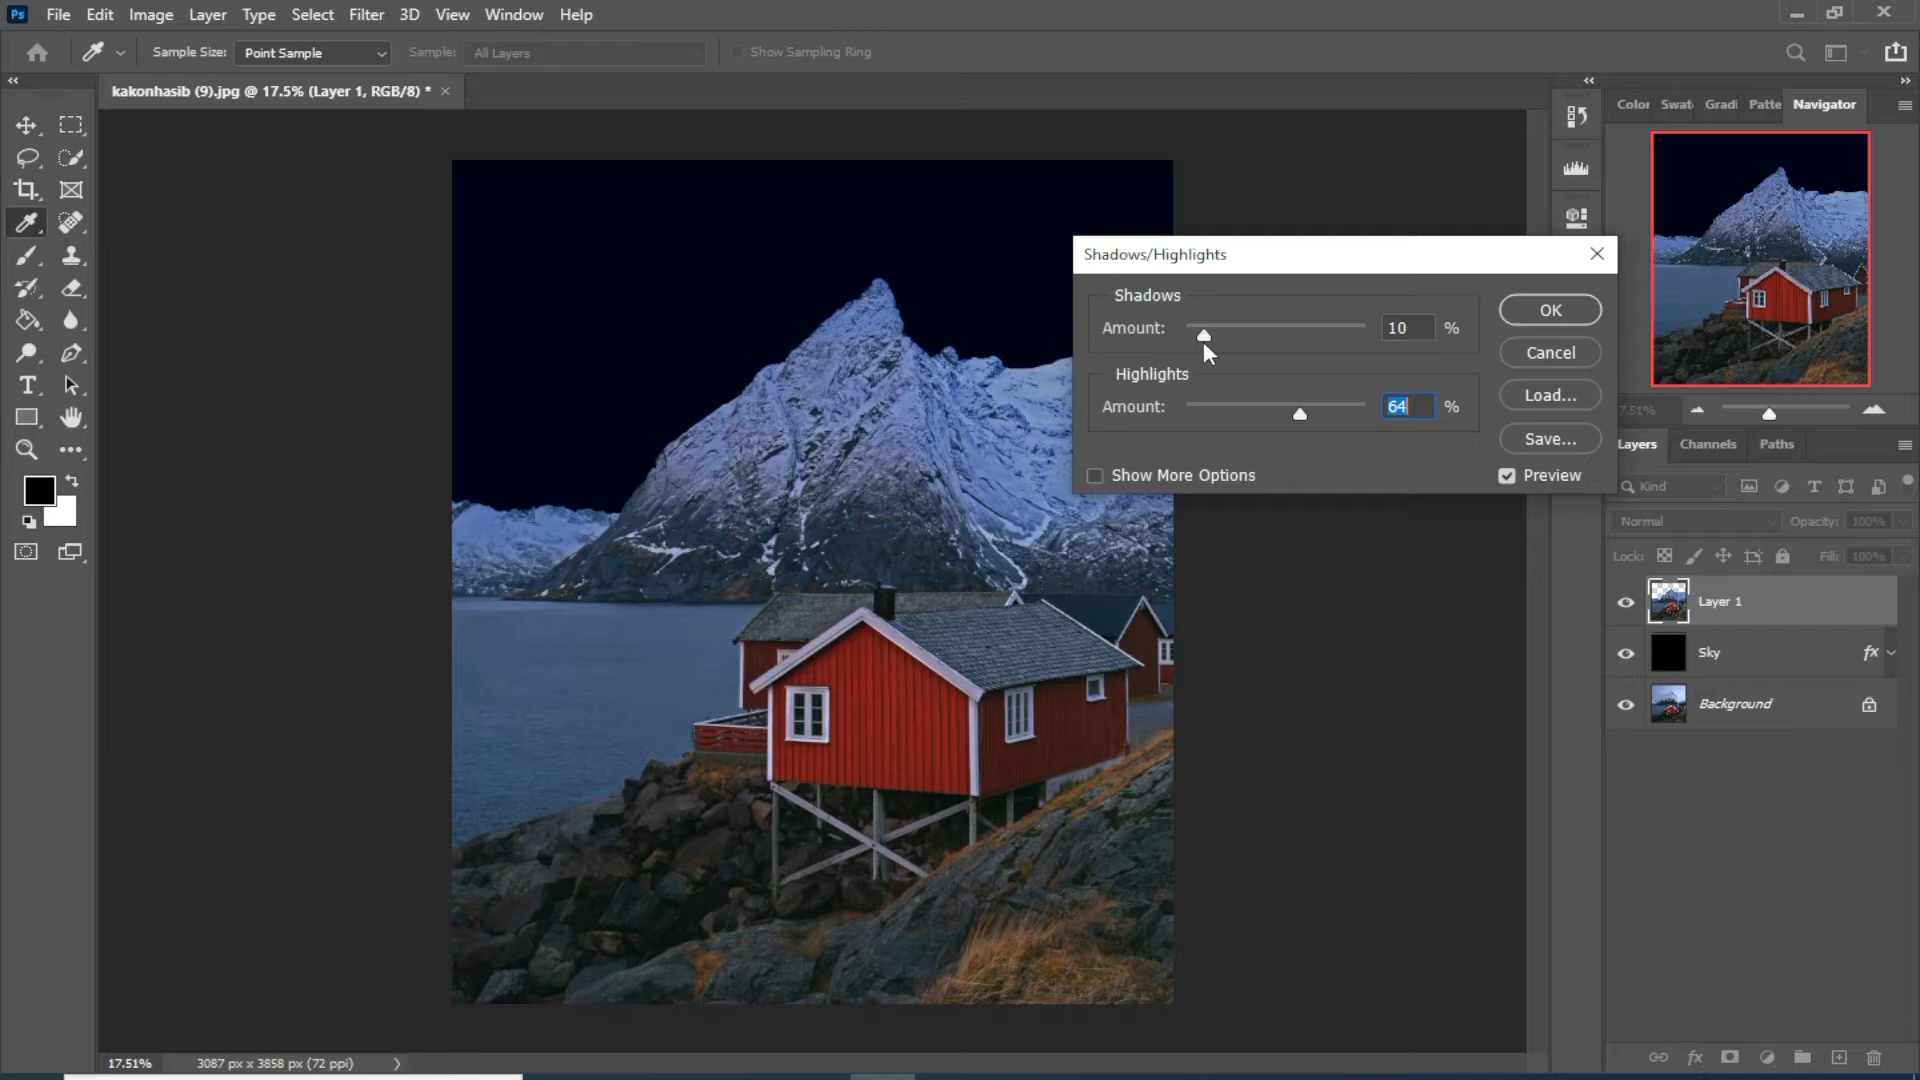 Ps File Edit Image Layer Type Select Filter 3D View Window Help
Sample Size: Point Sample Sample: All Layers Show Sampling Ring
kakonhasib (9).jpg @ 17.5% (Layer 1, RGB/8) *
Color Swat Gradi Patte Navigator
Shadows/Highlights
Shadows
Amount: 10 %
Highlights
Amount: 64 %
Show More Options
OK
Cancel
Load...
Save...
Preview
7.51%
Layers Channels Paths
Kind
Normal Opacity: 100%
Lock: Fill: 100%
Layer 1
Sky fx
Background
fx
17.51% 3087 px x 3858 px (72 ppi)